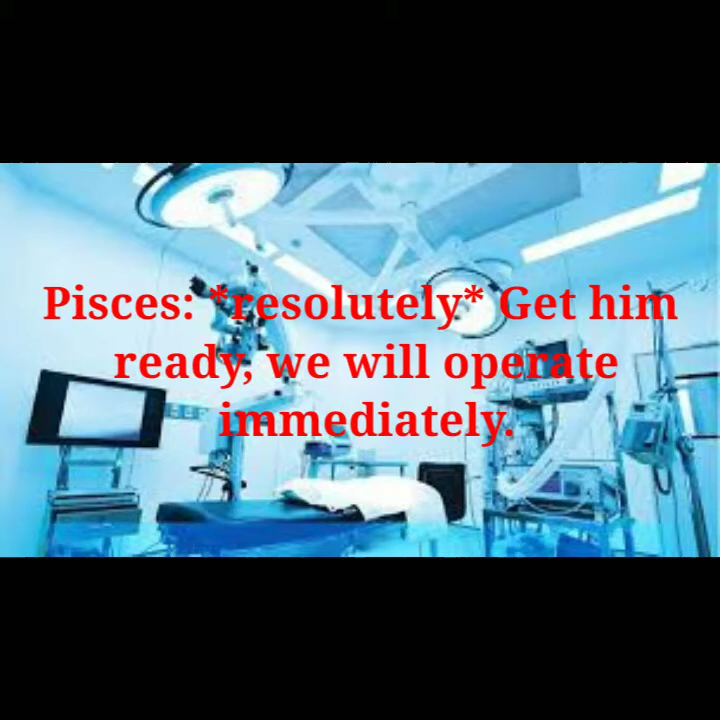 Pisces: *resolutely* Get him
ready, we will operate
immediately.